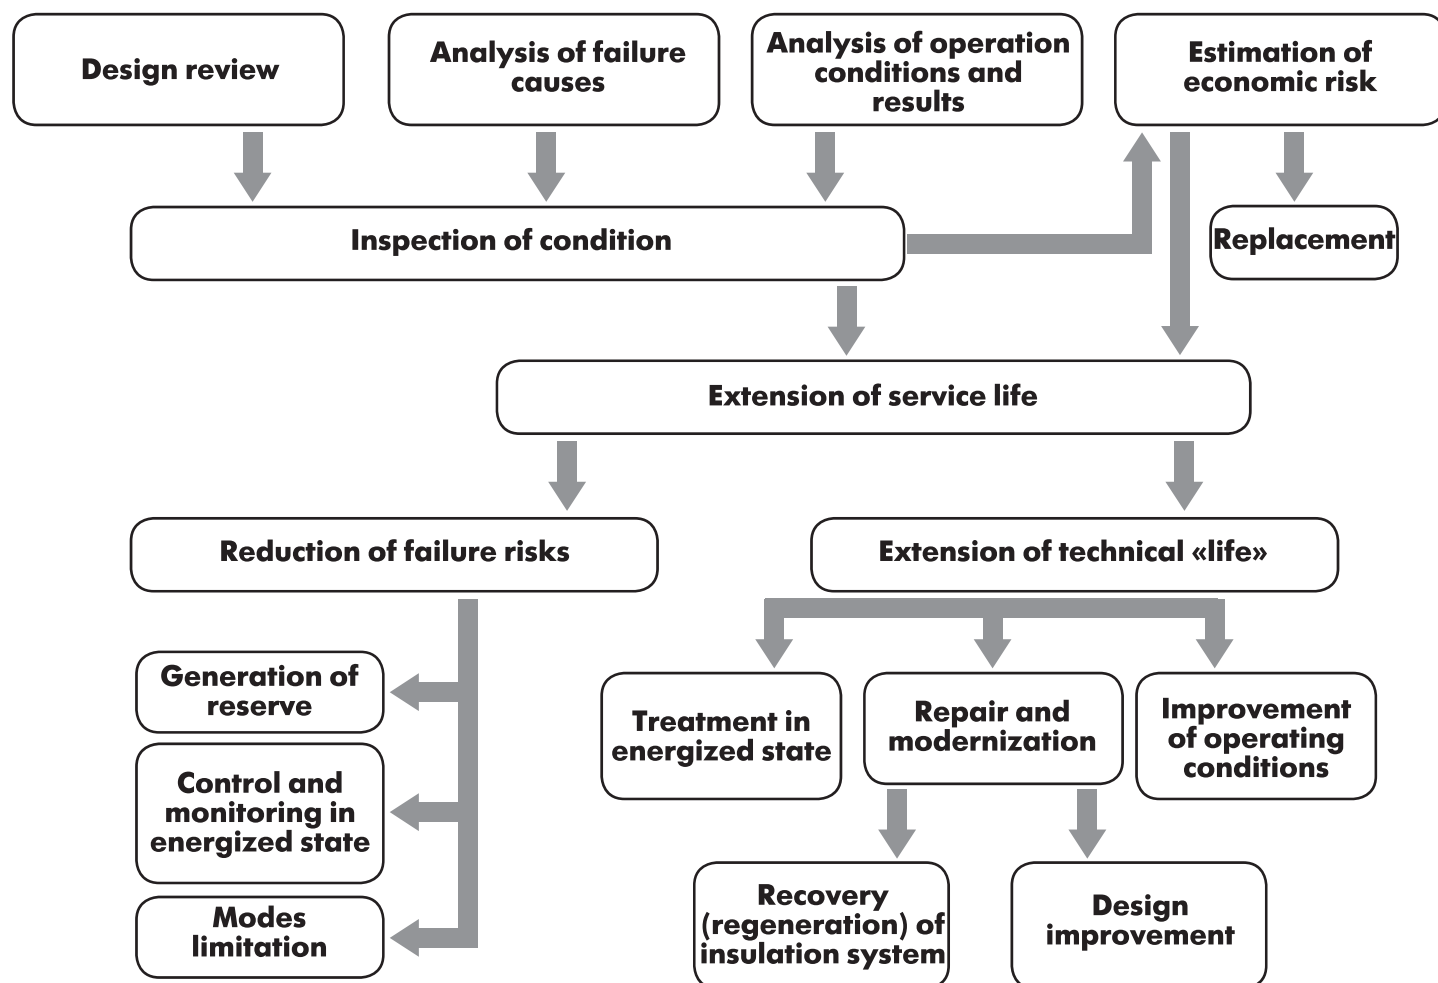 Design review
Analysis of failure
causes
Analysis of operation
conditions and
results
Estimation of
economic risk
Inspection of condition
Replacement
Extension of service life
Reduction of failure risks
Extension of technical «life»
Generation of
reserve
Control and
monitoring in
energized state
Modes
limitation
Treatment in
energized state
Repair and
modernization
Improvement
of operating
conditions
Recovery
(regeneration) of
insulation system
Design
improvement